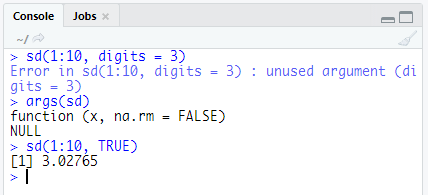 Console Jobs ×
~/
> sd(1:10, digits = 3)
Error in sd(1:10, digits = 3) : unused argument (di
gits = 3)
> args(sd)
function (x, na.rm = FALSE)
NULL
> sd(1:10, TRUE)
[1] 3.02765
>